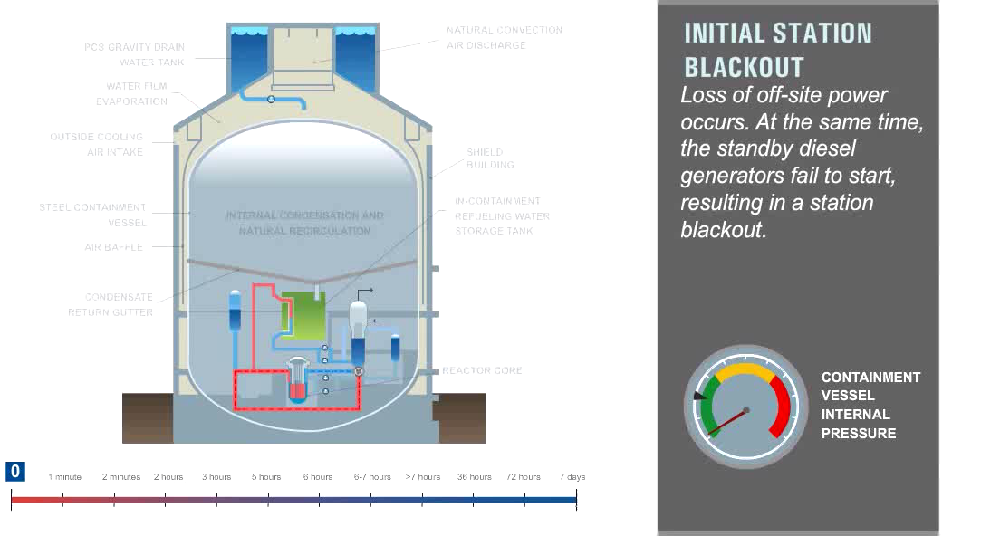 PCS GRAVITY DRAIN
WATER TANK
NATURAL CONVECTION
AIR DISCHARGE
WATER FILM
EVAPORATION
OUTSIDE COOLING
AIR INTAKE
SHIELD
BUILDING
STEEL CONTAINMENT
VESSEL
INTERNAL CONDENSATION AND
NATURAL RECIRCULATION
IN-CONTAINMENT
REFUELING WATER
STORAGE TANK
AIR BAFFLE
CONDENSATE
RETURN GUTTER
REACTOR CORE
0
1 minute
2 minutes
2 hours
3 hours
5 hours
6 hours
6-7 hours
>7 hours
36 hours
72 hours
7 days
INITIAL STATION
BLACKOUT
Loss of off-site power
occurs. At the same time,
the standby diesel
generators fail to start,
resulting in a station
blackout.
CONTAINMENT
VESSEL
INTERNAL
PRESSURE